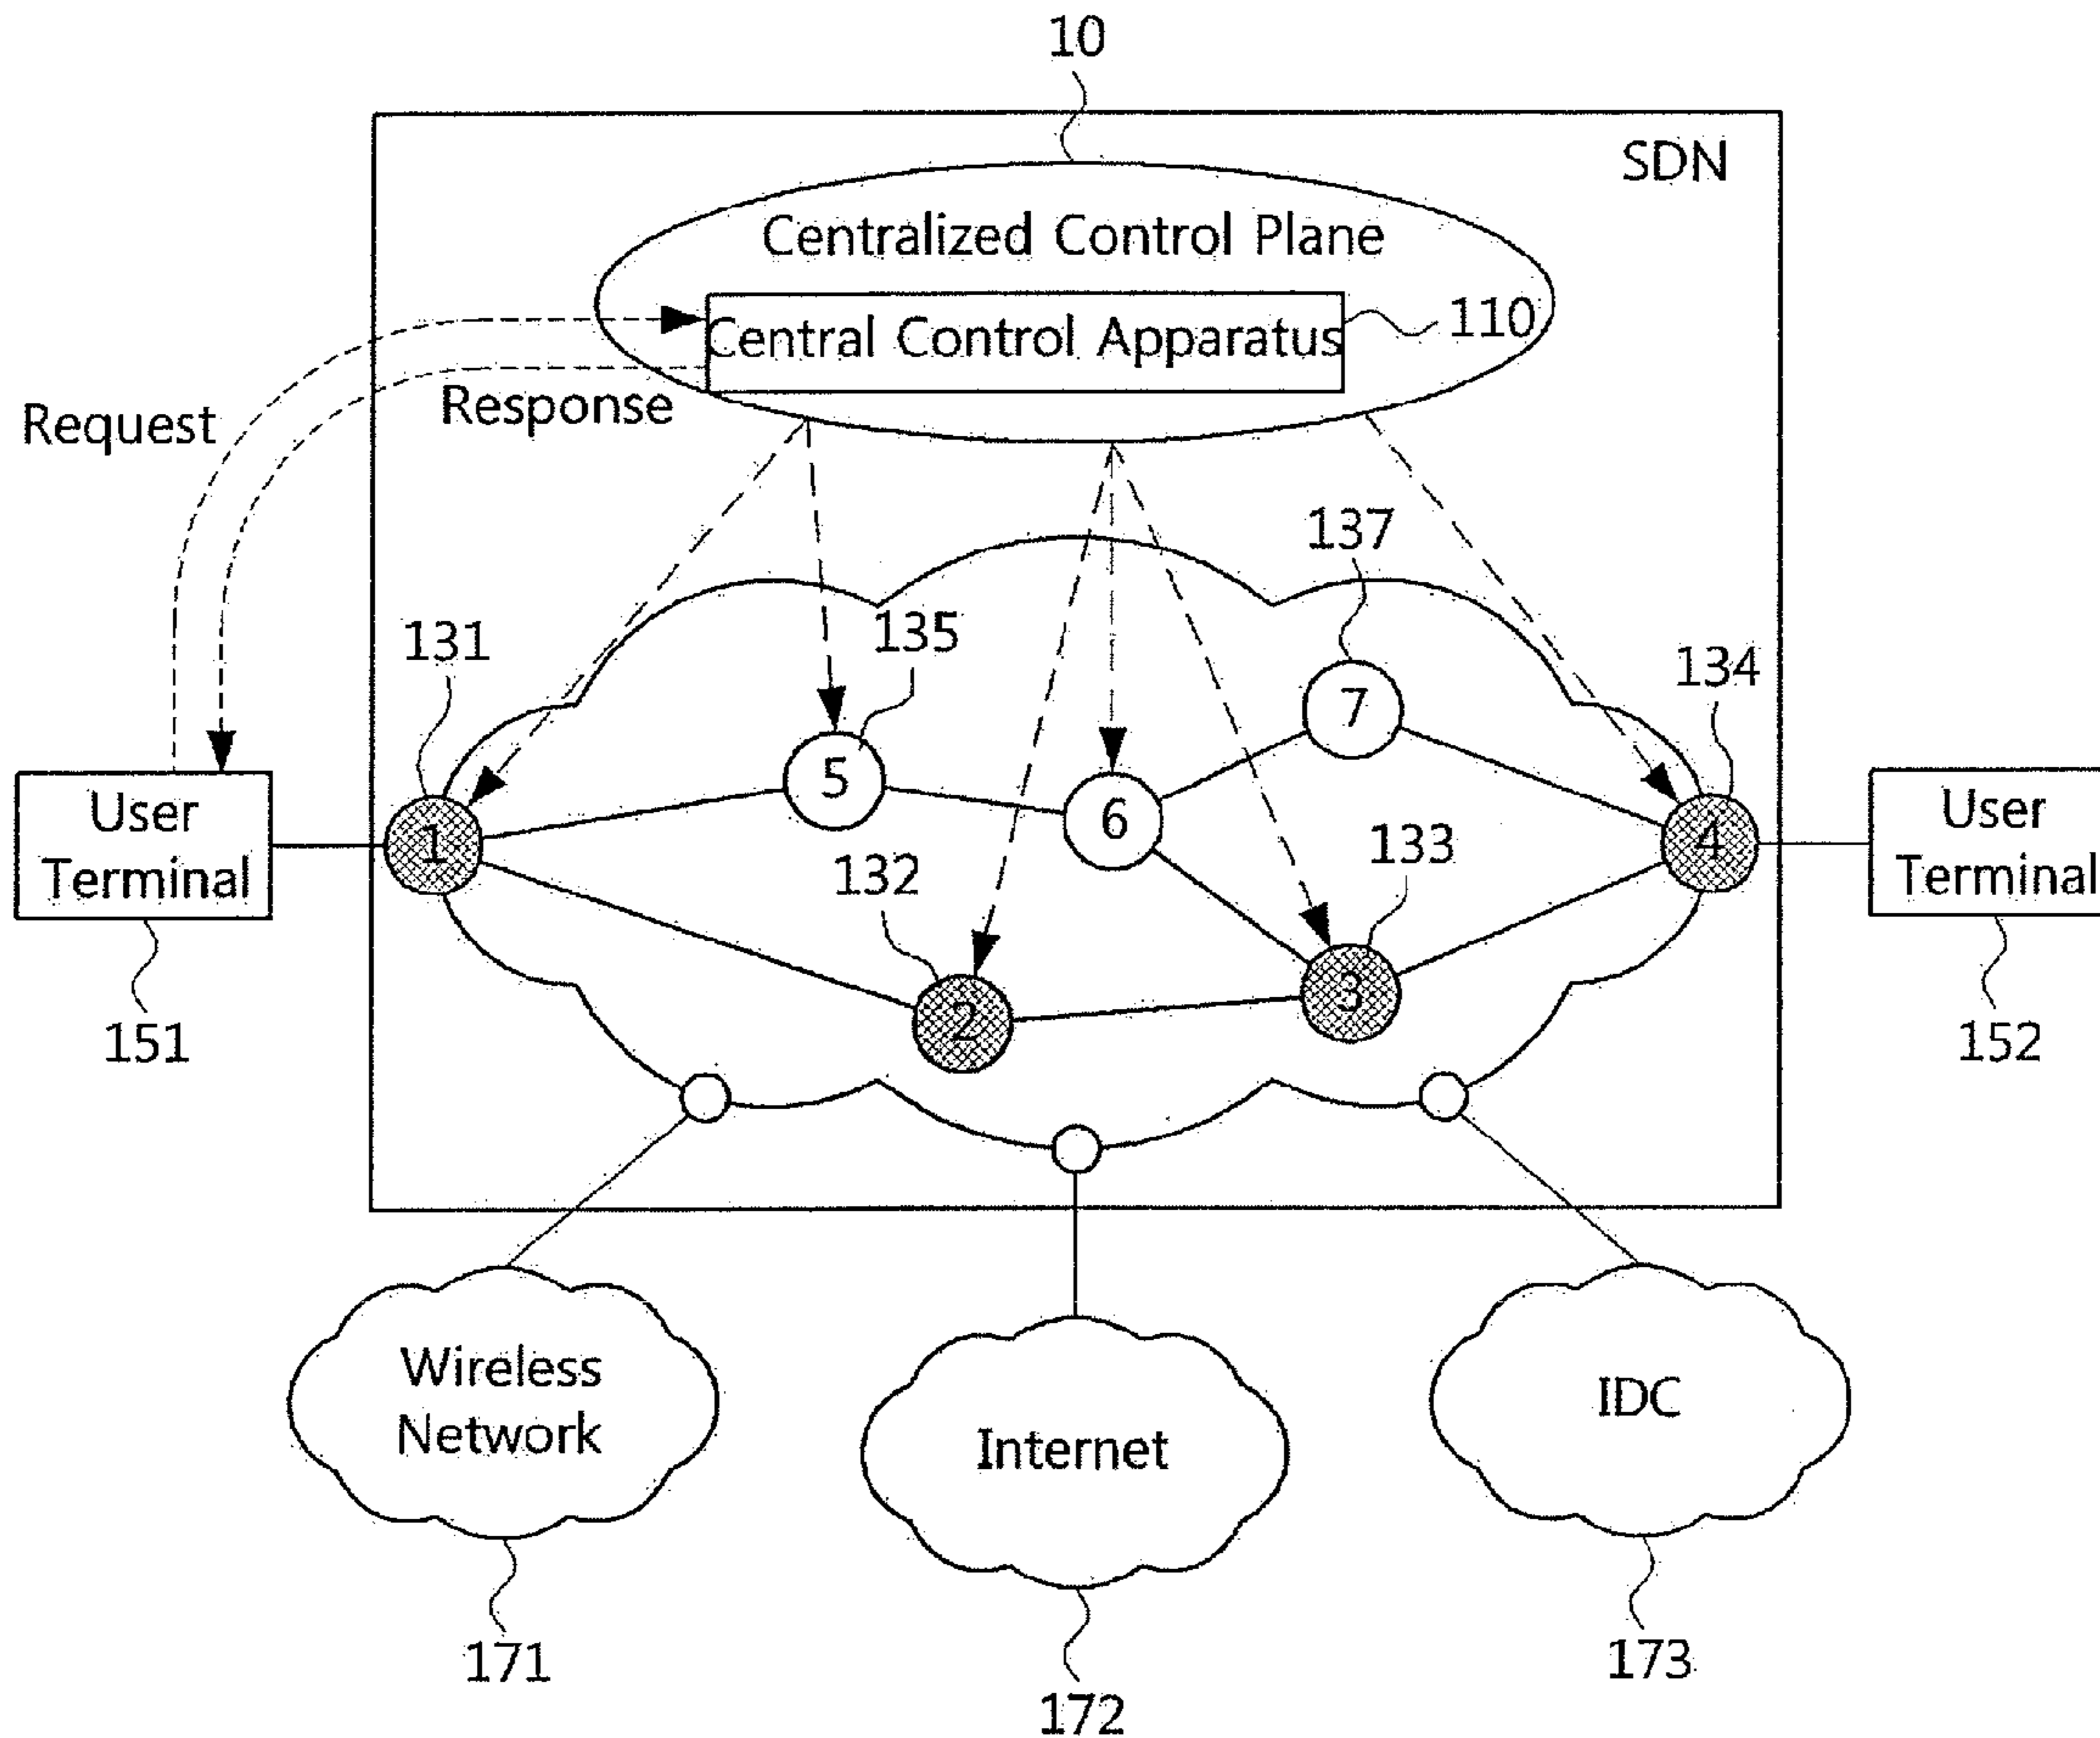 10
SDN
Centralized Control Plane
Central Control Apparatus
110
Request
Response
137
135
131
134
7
5
6
User
Terminal
1
4
User
Terminal
133
132
3
2
151
152
Wireless
Network
IDC
Internet
171
173
172